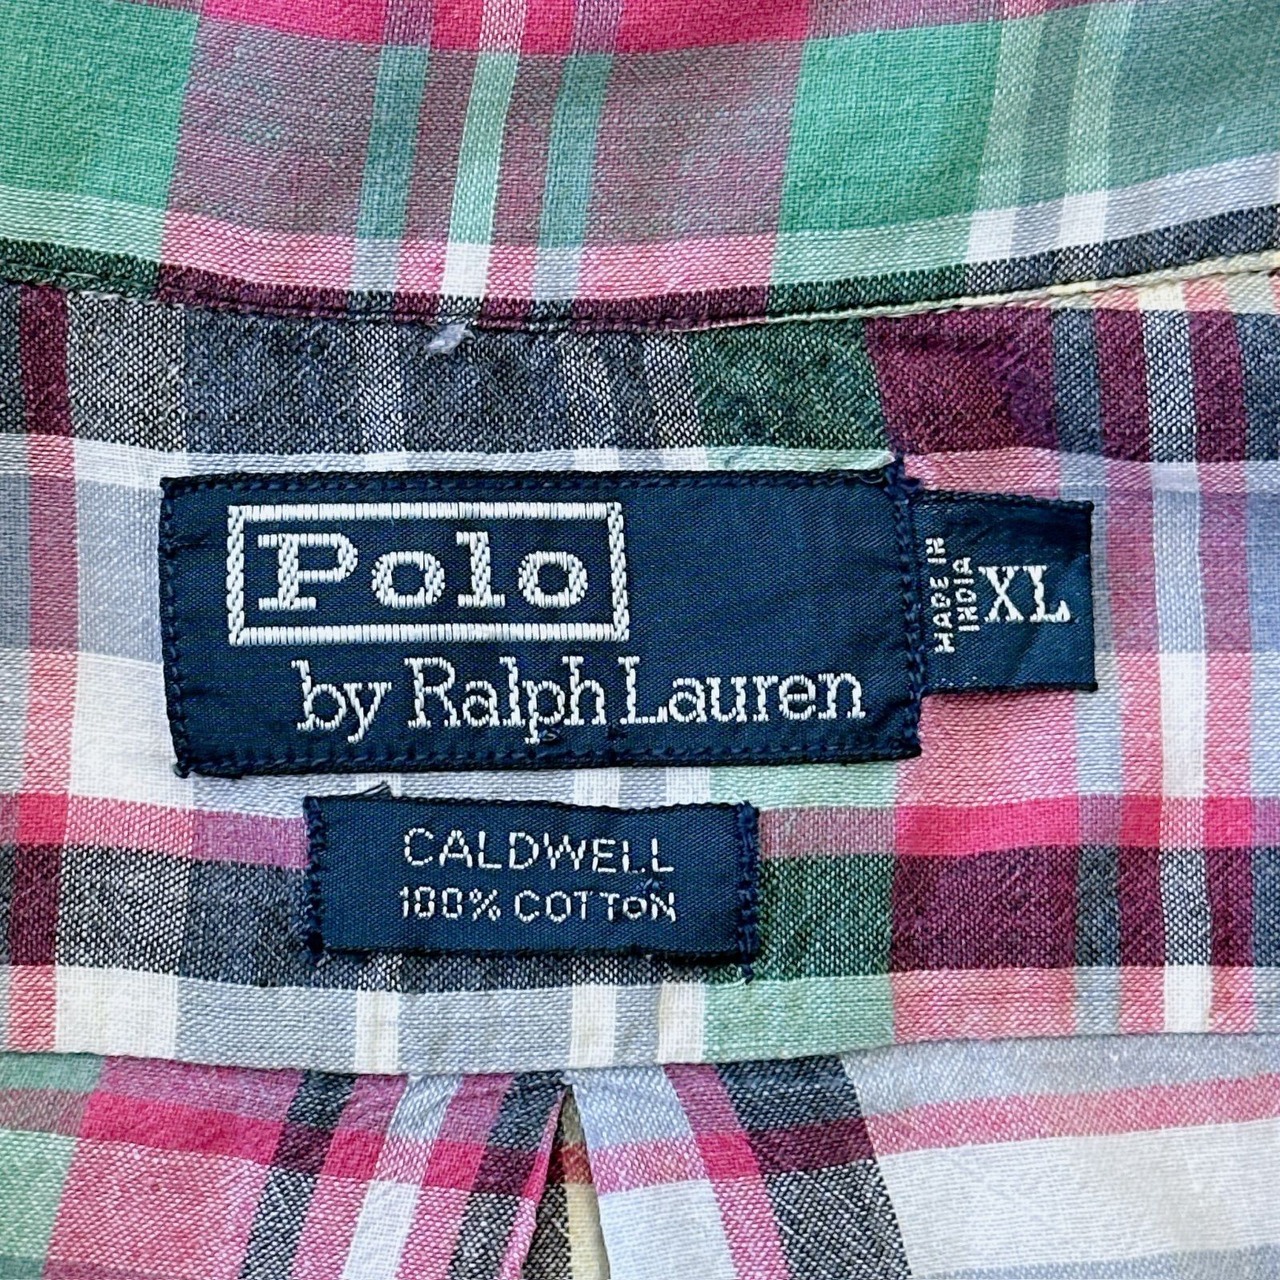 Polo
by Ralph Lauren
MADE IN
INDIA
XL
CALDWELL
100% COTTON